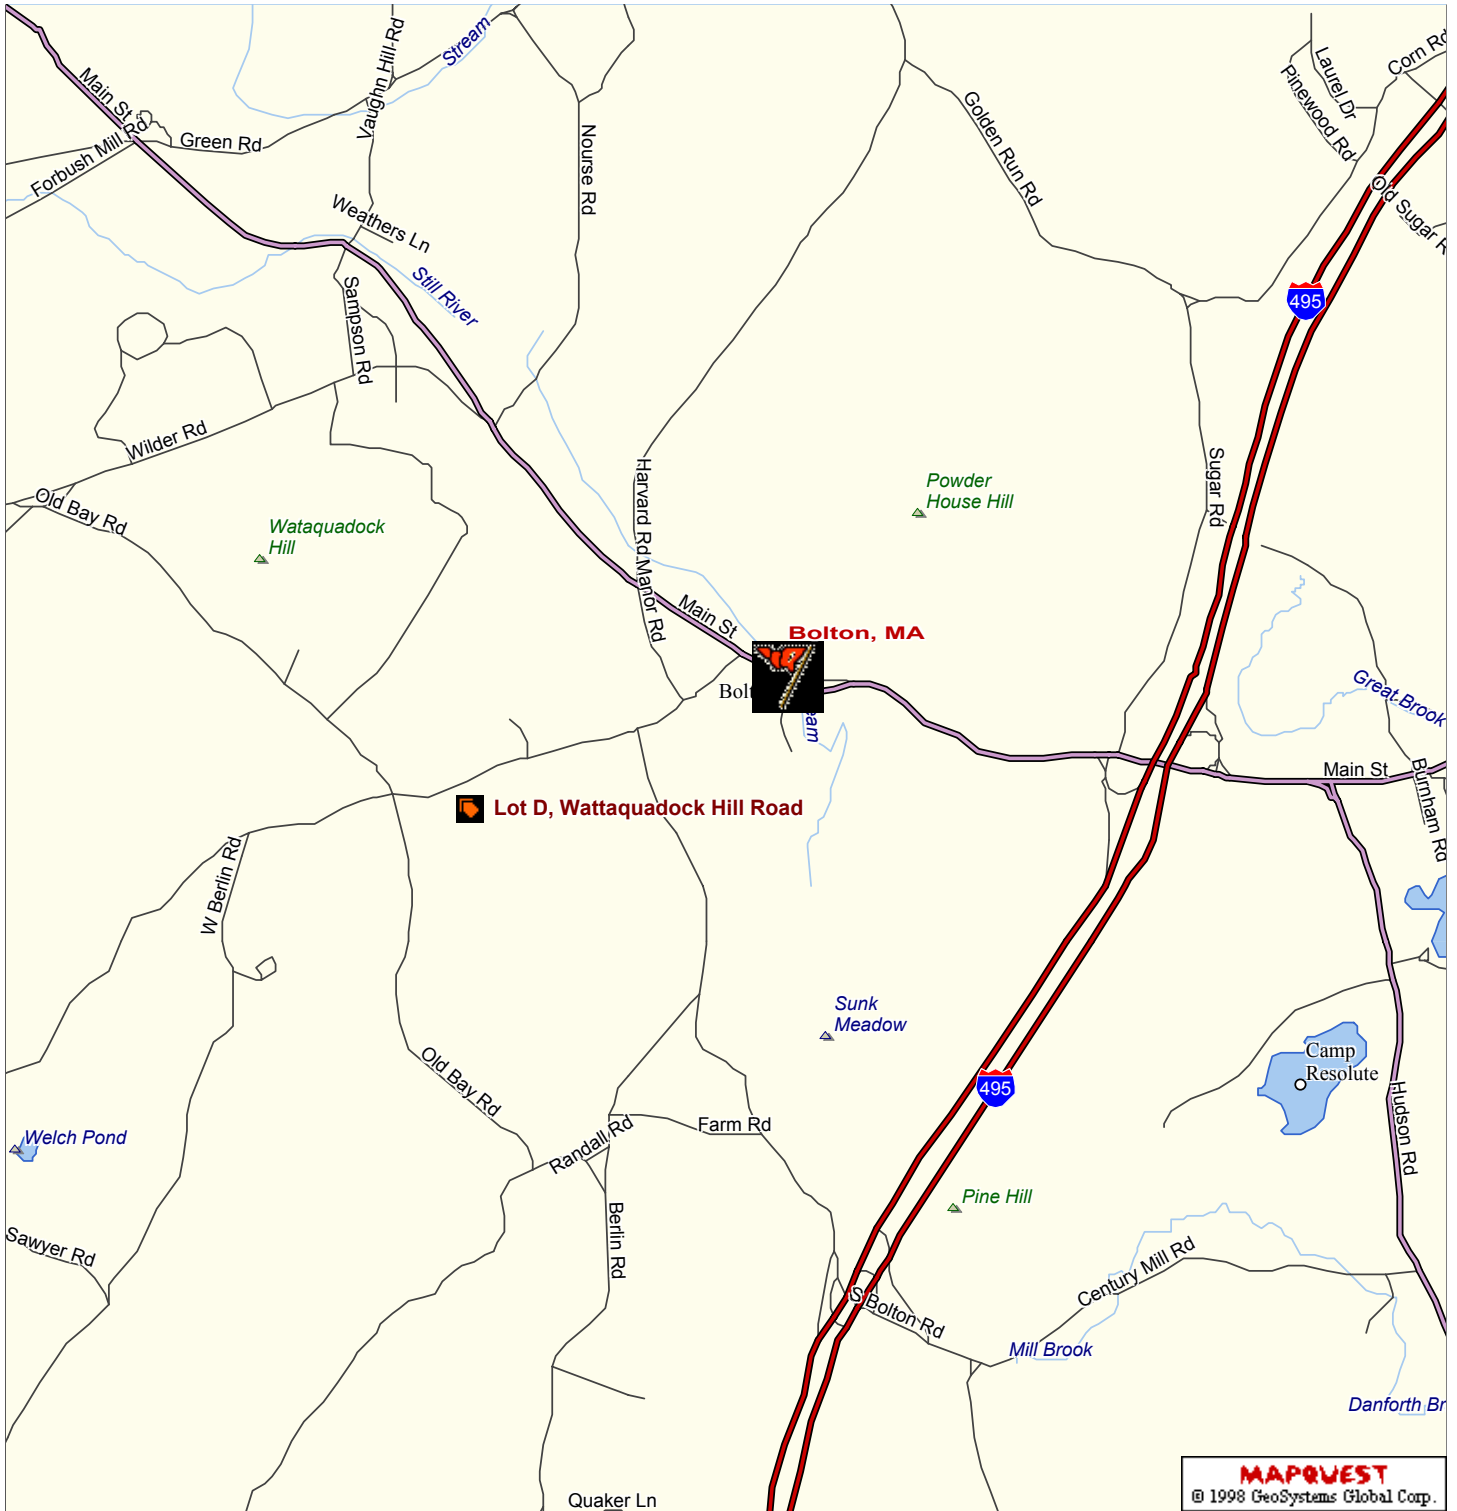 Stream
Vaughn Hill Rd
Main St
Green Rd
Forbush Mill Rd
Nourse Rd
Weathers Ln
Still River
Sampson Rd
Golden Run Rd
Laurel Dr
Pinewood Rd
Corn Rd
Old Sugar R
495
Wilder Rd
Old Bay Rd
Wataquadock
Hill
Harvard Rd
Manor Rd
Powder
House Hill
Sugar Rd
Main St
Bolton, MA
Bolt
eam
Great Brook
Main St
Burnham Rd
Lot D, Wattaquadock Hill Road
W Berlin Rd
Sunk
Meadow
Camp
Resolute
495
Old Bay Rd
Hudson Rd
Welch Pond
Randall Rd
Farm Rd
Pine Hill
Berlin Rd
Sawyer Rd
Century Mill Rd
S Bolton Rd
Mill Brook
Danforth Br
Quaker Ln
MAPQUEST
© 1998 GeoSystems Global Corp.